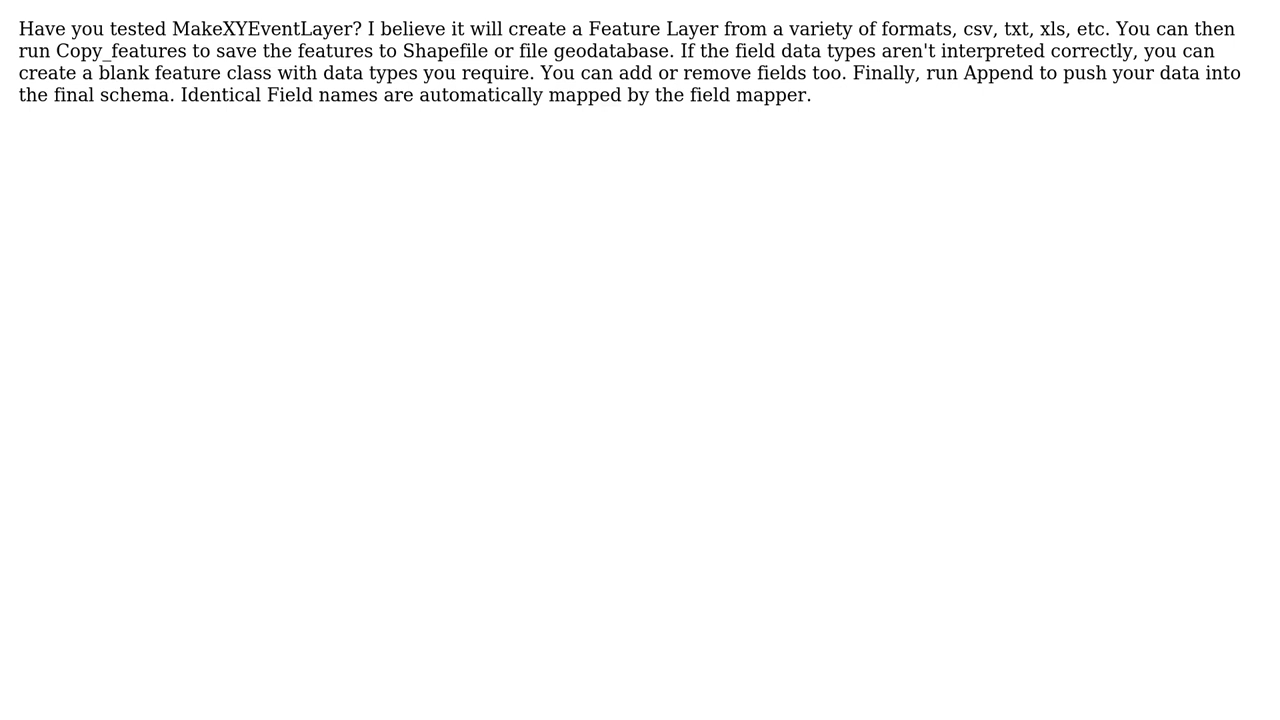 Have you tested MakeXYEventLayer? I believe it will create a Feature Layer from a variety of formats, csv, txt, xls, etc. You can then
run Copy_features to save the features to Shapefile or file geodatabase. If the field data types aren't interpreted correctly, you can
create a blank feature class with data types you require. You can add or remove fields too. Finally, run Append to push your data into
the final schema. Identical Field names are automatically mapped by the field mapper.